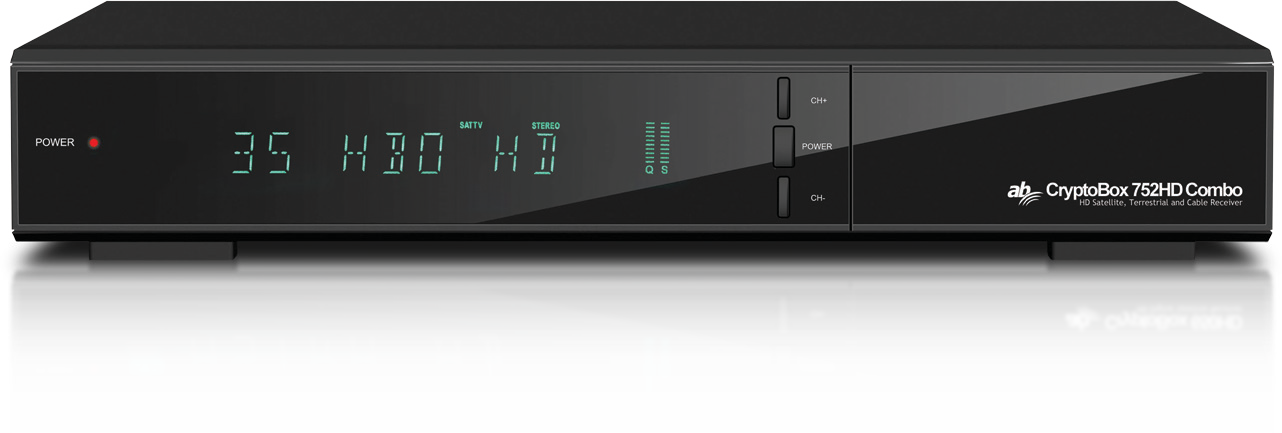 POWER
35 HBO HD
SATTV
STEREO
Q S
CH+
POWER
CH-
ab CryptoBox 752HD Combo
HD Satellite, Terrestrial and Cable Receiver